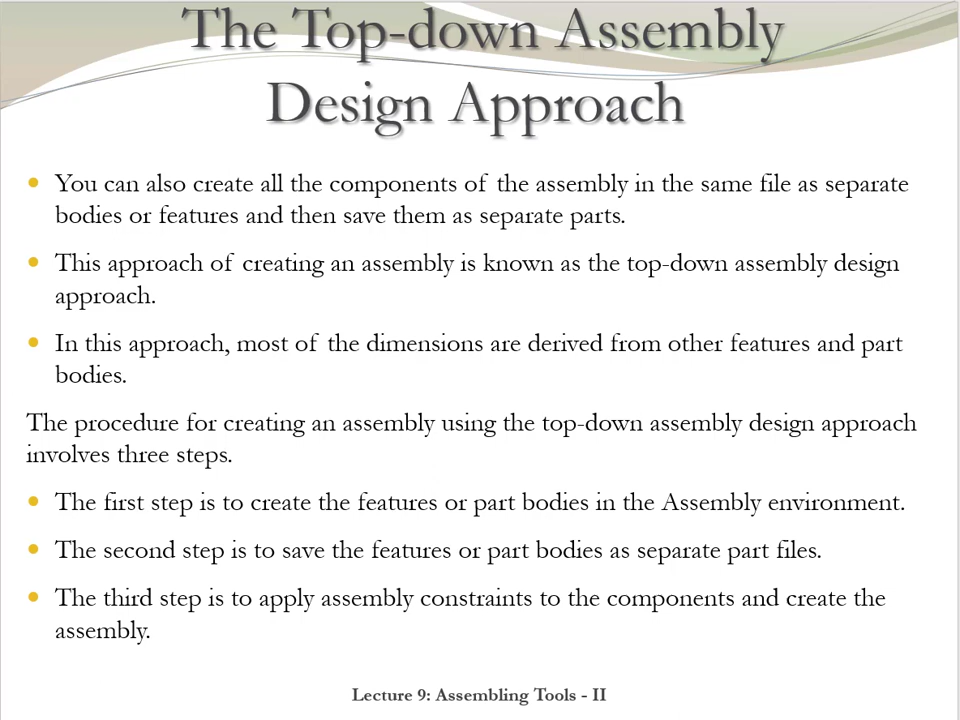 The Top-down Assembly
Design Approach
You can also create all the components of the assembly in the same file as separate
bodies or features and then save them as separate parts.
This approach of creating an assembly is known as the top-down assembly design
approach.
In this approach, most of the dimensions are derived from other features and part
bodies.
The procedure for creating an assembly using the top-down assembly design approach
involves three steps.
The first step is to create the features or part bodies in the Assembly environment.
The second step is to save the features or part bodies as separate part files.
The third step is to apply assembly constraints to the components and create the
assembly.
Lecture 9: Assembling Tools - II